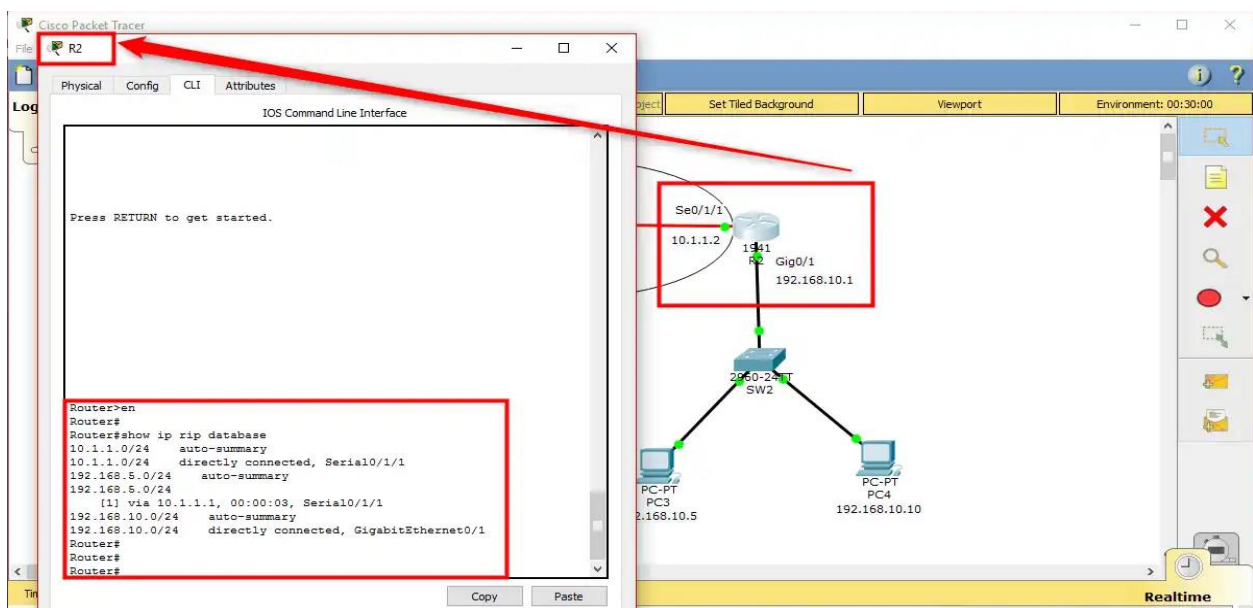 Cisco Packet Tracer
File
R2
Physical Config CLI Attributes
IOS Command Line Interface
Set Tiled Background
Viewport
Environment: 00:30:00
Press RETURN to get started.
Router>en
Router#
Router#show ip rip database
10.1.1.0/24 auto-summary
10.1.1.0/24 directly connected, Serial0/1/1
192.168.5.0/24 auto-summary
192.168.5.0/24
[1] via 10.1.1.1, 00:00:03, Serial0/1/1
192.168.10.0/24 auto-summary
192.168.10.0/24 directly connected, GigabitEthernet0/1
Router#
Router#
Router#
Copy Paste
Se0/1/1
10.1.1.2
1941
R2
Gig0/1
192.168.10.1
2960-24TT
SW2
PC-PT
PC3
2.168.10.5
PC-PT
PC4
192.168.10.10
Realtime